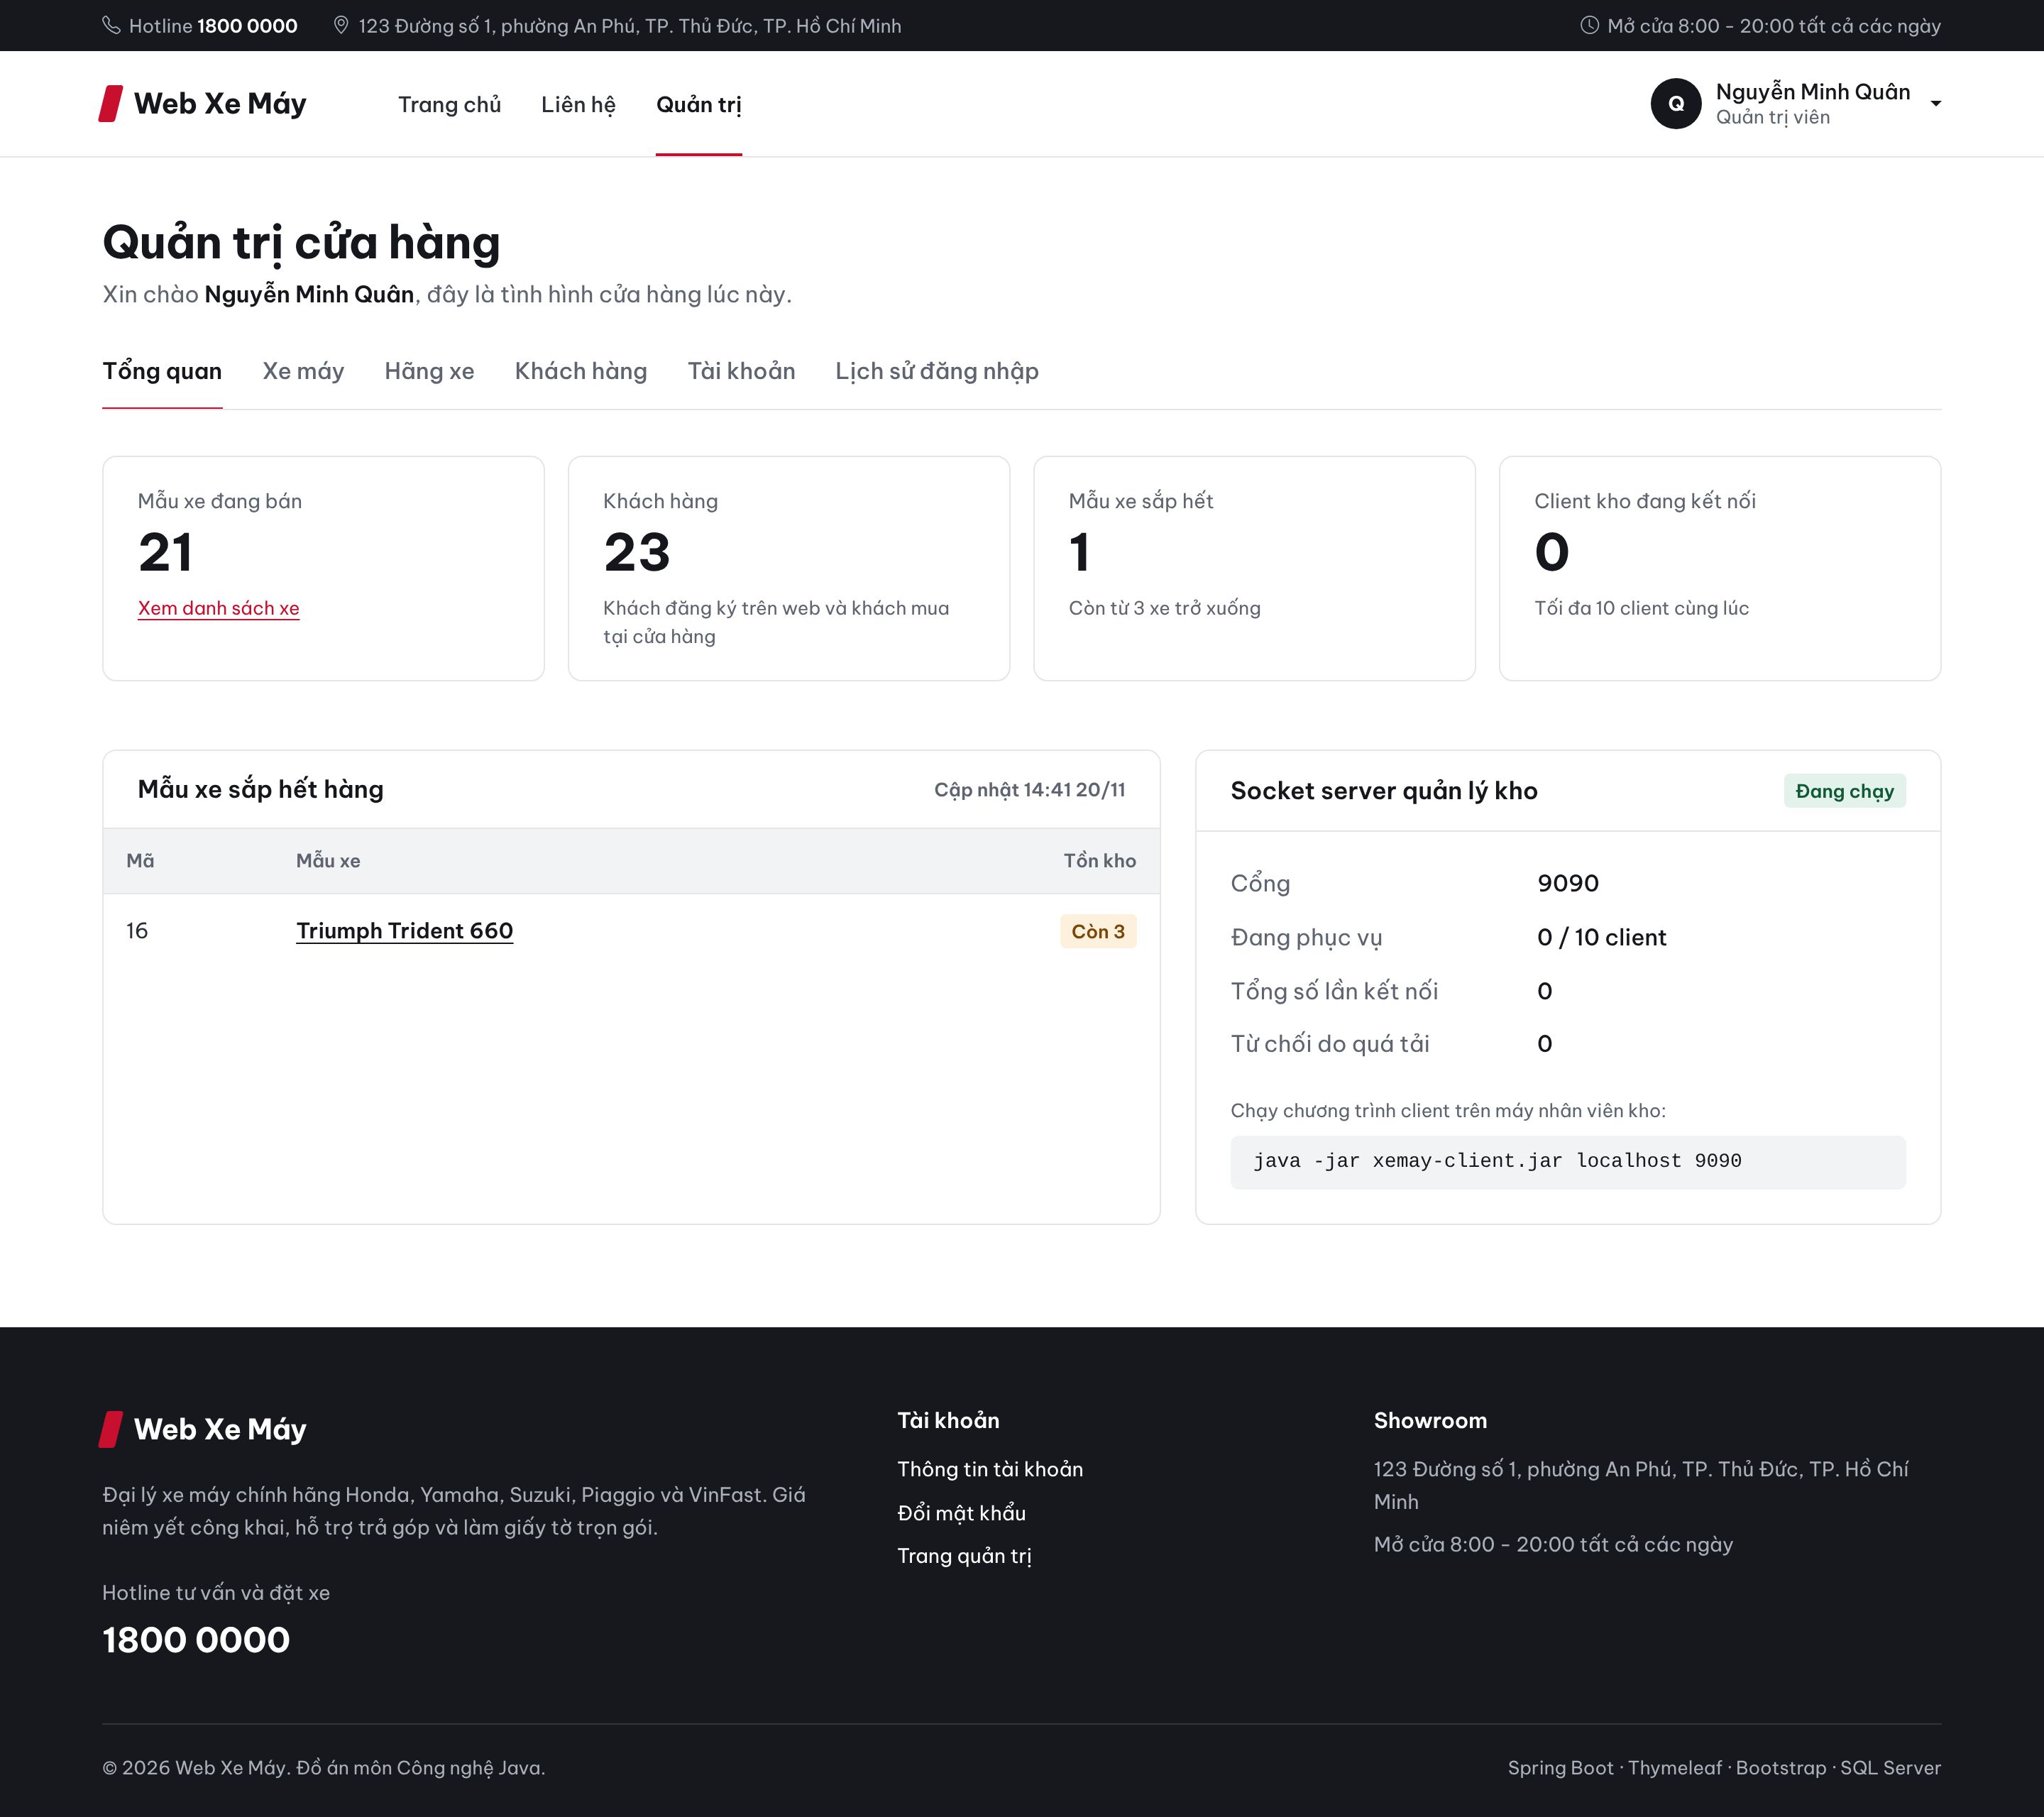 Hotline 1800 0000
123 Đường số 1, phường An Phú, TP. Thủ Đức, TP. Hồ Chí Minh
Mở cửa 8:00 - 20:00 tất cả các ngày
Web Xe Máy
Trang chủ
Liên hệ
Quản trị
Q
Nguyễn Minh Quân
Quản trị viên
Quản trị cửa hàng
Xin chào Nguyễn Minh Quân, đây là tình hình cửa hàng lúc này.
Tổng quan
Xe máy
Hãng xe
Khách hàng
Tài khoản
Lịch sử đăng nhập
Mẫu xe đang bán
21
Xem danh sách xe
Khách hàng
23
Khách đăng ký trên web và khách mua
tại cửa hàng
Mẫu xe sắp hết
1
Còn từ 3 xe trở xuống
Client kho đang kết nối
0
Tối đa 10 client cùng lúc
Mẫu xe sắp hết hàng
Cập nhật 14:41 20/11
Mã
Mẫu xe
Tồn kho
16
Triumph Trident 660
Còn 3
Socket server quản lý kho
Đang chạy
Cổng
9090
Đang phục vụ
0 / 10 client
Tổng số lần kết nối
0
Từ chối do quá tải
0
Chạy chương trình client trên máy nhân viên kho:
java -jar xemay-client.jar localhost 9090
Web Xe Máy
Đại lý xe máy chính hãng Honda, Yamaha, Suzuki, Piaggio và VinFast. Giá
niêm yết công khai, hỗ trợ trả góp và làm giấy tờ trọn gói.
Hotline tư vấn và đặt xe
1800 0000
Tài khoản
Thông tin tài khoản
Đổi mật khẩu
Trang quản trị
Showroom
123 Đường số 1, phường An Phú, TP. Thủ Đức, TP. Hồ Chí
Minh
Mở cửa 8:00 - 20:00 tất cả các ngày
© 2026 Web Xe Máy. Đồ án môn Công nghệ Java.
Spring Boot · Thymeleaf · Bootstrap · SQL Server